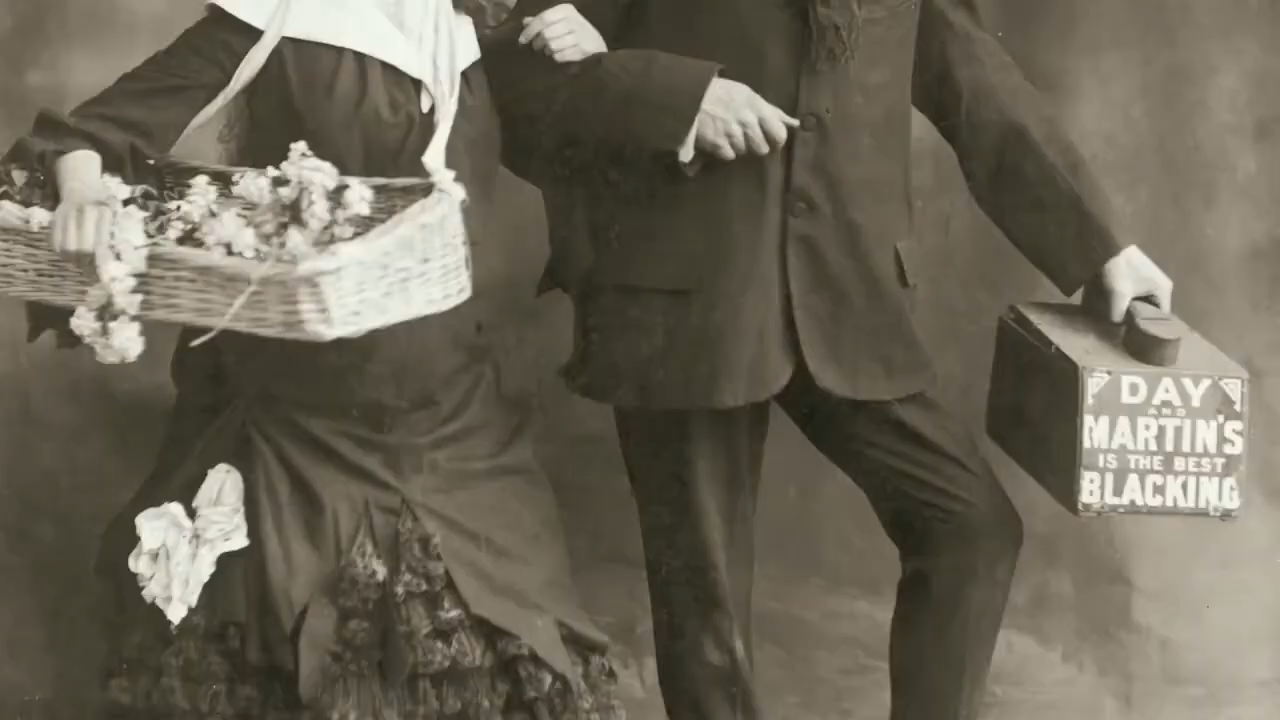 DAY
AND
MARTIN'S
IS THE BEST
BLACKING